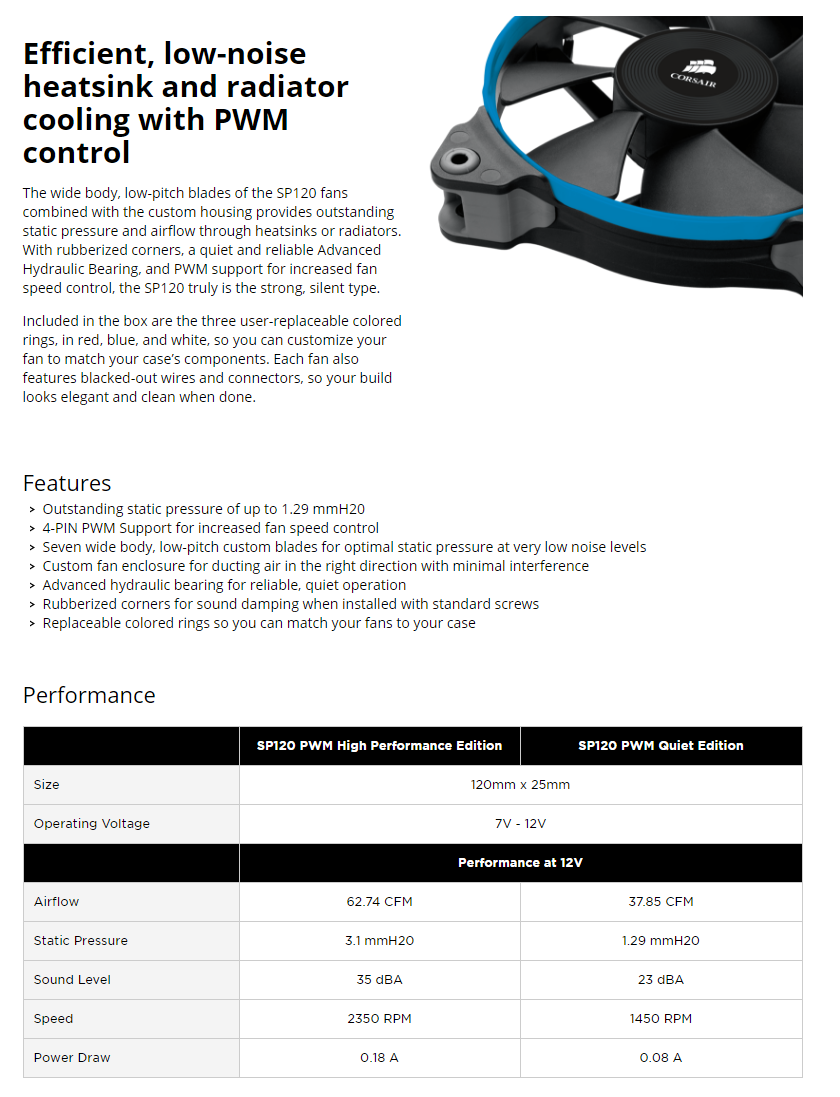 Efficient, low-noise
heatsink and radiator
cooling with PWM
control
CORSAIR
The wide body, low-pitch blades of the SP120 fans
combined with the custom housing provides outstanding
static pressure and airflow through heatsinks or radiators.
With rubberized corners, a quiet and reliable Advanced
Hydraulic Bearing, and PWM support for increased fan
speed control, the SP120 truly is the strong, silent type.
Included in the box are the three user-replaceable colored
rings, in red, blue, and white, so you can customize your
fan to match your case’s components. Each fan also
features blacked-out wires and connectors, so your build
looks elegant and clean when done.
Features
> Outstanding static pressure of up to 1.29 mmH20
> 4-PIN PWM Support for increased fan speed control
> Seven wide body, low-pitch custom blades for optimal static pressure at very low noise levels
> Custom fan enclosure for ducting air in the right direction with minimal interference
> Advanced hydraulic bearing for reliable, quiet operation
> Rubberized corners for sound damping when installed with standard screws
> Replaceable colored rings so you can match your fans to your case
Performance
SP120 PWM High Performance Edition SP120 PWM Quiet Edition
Size 120mm x 25mm
Operating Voltage 7V - 12V
Performance at 12V
Airflow 62.74 CFM 37.85 CFM
Static Pressure 3.1 mmH20 1.29 mmH20
Sound Level 35 dBA 23 dBA
Speed 2350 RPM 1450 RPM
Power Draw 0.18 A 0.08 A